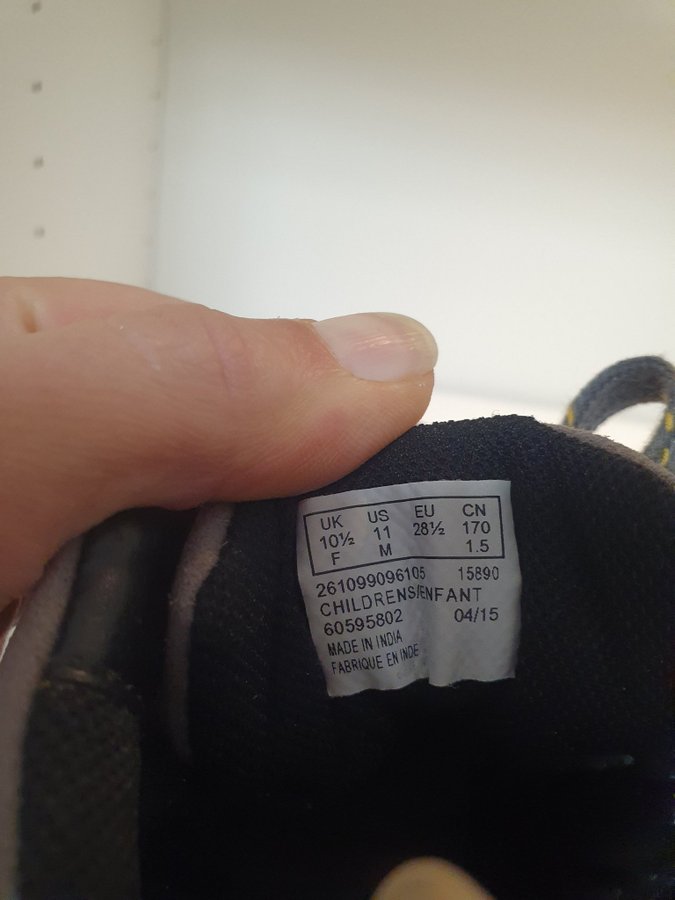 UK US EU CN
10½ 11 28½ 170
F M 1.5
261099096105 15890
CHILDRENS/ENFANT
60595802 04/15
MADE IN INDIA
FABRIQUE EN INDE